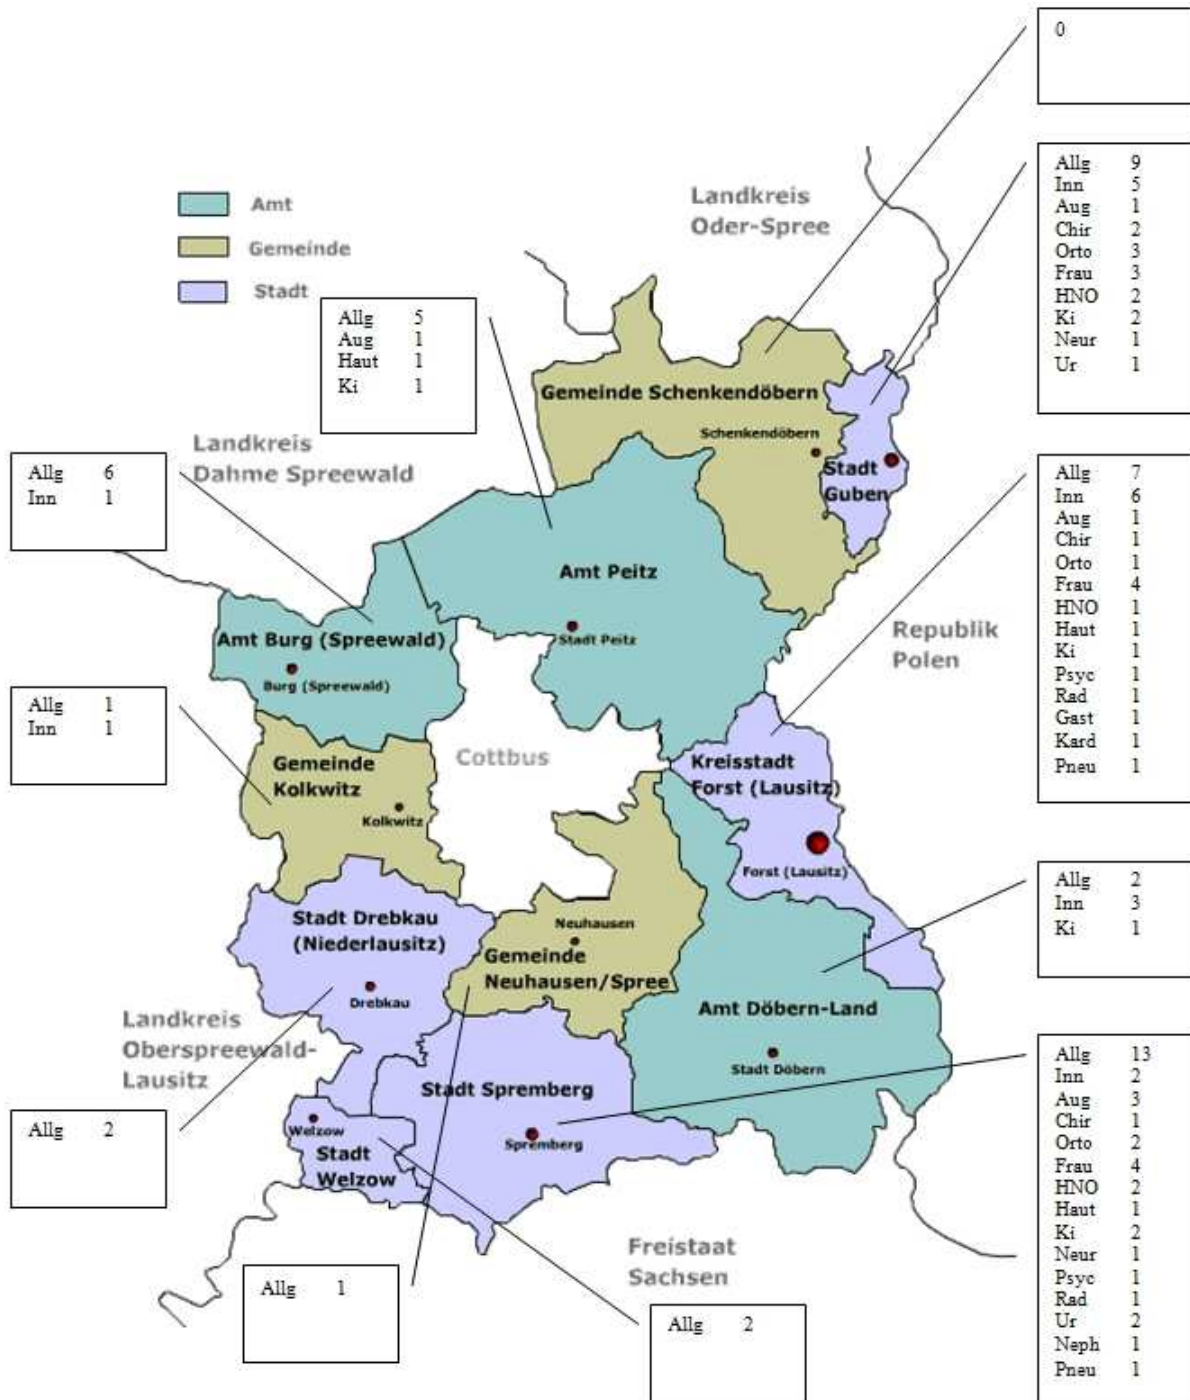 0
Allg 9
Inn 5
Aug 1
Chir 2
Orto 3
Frau 3
HNO 2
Ki 2
Neur 1
Ur 1
Landkreis
Oder-Spree
Amt
Gemeinde
Stadt
Allg 5
Aug 1
Haut 1
Ki 1
Gemeinde Schenkendöbern
Schenkendöbern
Stadt
Guben
Landkreis
Dahme Spreewald
Allg 6
Inn 1
Allg 7
Inn 6
Aug 1
Chir 1
Orto 1
Frau 4
HNO 1
Haut 1
Ki 1
Psyc 1
Rad 1
Gast 1
Kard 1
Pneu 1
Amt Peitz
Stadt Peitz
Republik
Polen
Amt Burg (Spreewald)
Burg (Spreewald)
Allg 1
Inn 1
Cottbus
Gemeinde
Kolkwitz
Kolkwitz
Kreisstadt
Forst (Lausitz)
Forst (Lausitz)
Allg 2
Inn 3
Ki 1
Stadt Drebkau
(Niederlausitz)
Drebkau
Neuhausen
Gemeinde
Neuhausen/Spree
Amt Döbern-Land
Stadt Döbern
Landkreis
Oberspreewald-
Lausitz
Allg 2
Stadt Spremberg
Spremberg
Welzow
Stadt
Welzow
Allg 13
Inn 2
Aug 3
Chir 1
Orto 2
Frau 4
HNO 2
Haut 1
Ki 2
Neur 1
Psyc 1
Rad 1
Ur 2
Neph 1
Pneu 1
Freistaat
Sachsen
Allg 1
Allg 2